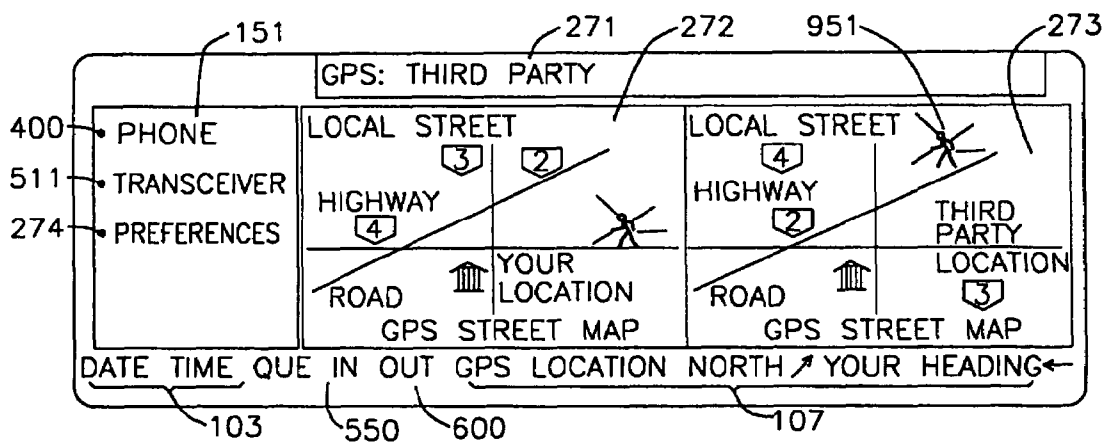 151 271 272 951 273
GPS: THIRD PARTY
400 PHONE
511 TRANSCEIVER
274 PREFERENCES
LOCAL STREET
3 2
HIGHWAY
4
YOUR
LOCATION
ROAD
GPS STREET MAP
LOCAL STREET
4
HIGHWAY
2
THIRD
PARTY
LOCATION
3
ROAD
GPS STREET MAP
DATE TIME QUE IN OUT GPS LOCATION NORTH YOUR HEADING
103 550 600 107